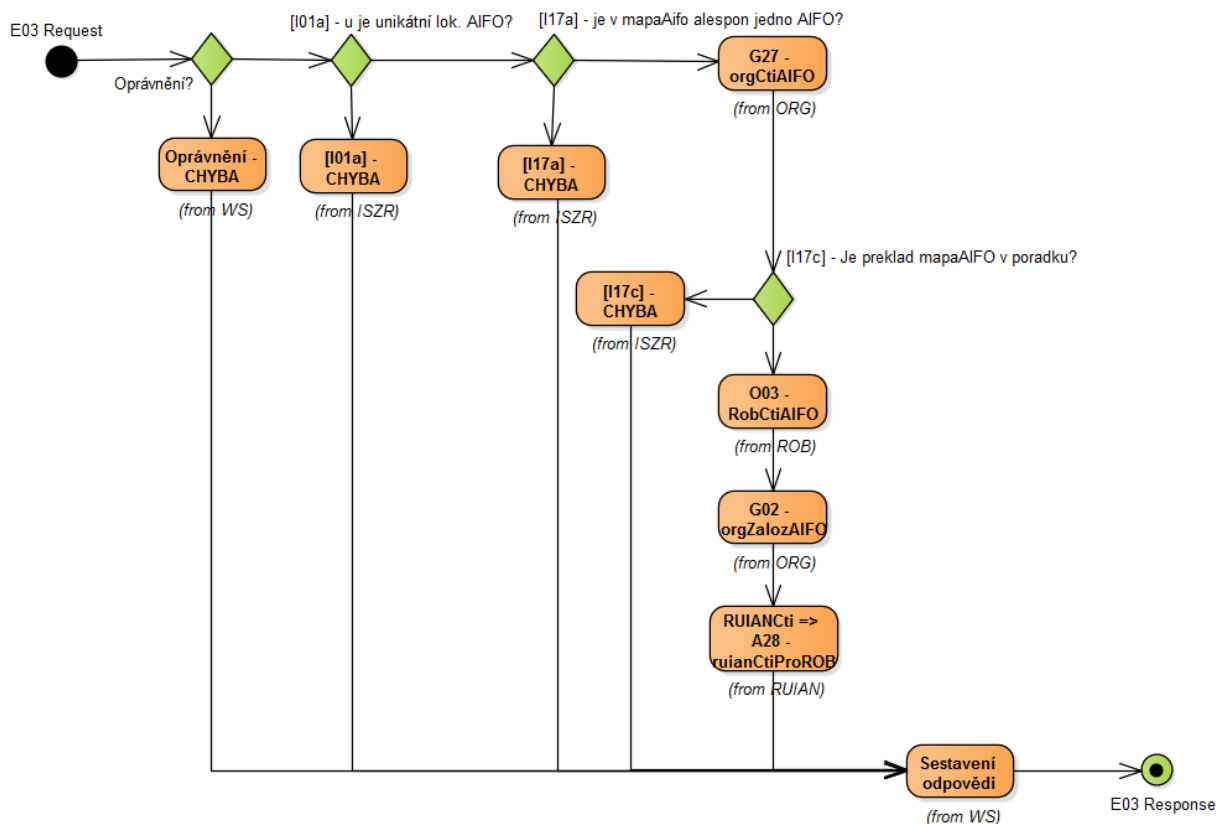 [I01a] - u je unikátní lok. AIFO?
[I17a] - je v mapaAifo alespon jedno AIFO?
E03 Request
Oprávnění?
G27 -
orgCtiAIFO
(from ORG)
Oprávnění -
CHYBA
(from WS)
[I01a] -
CHYBA
(from ISZR)
[I17a] -
CHYBA
(from ISZR)
[I17c] - Je preklad mapaAIFO v poradku?
[I17c] -
CHYBA
(from ISZR)
O03 -
RobCtiAIFO
(from ROB)
G02 -
orgZalozAIFO
(from ORG)
RUIANCti =>
A28 -
ruianCtiProROB
(from RUIAN)
Sestavení
odpovědi
(from WS)
E03 Response